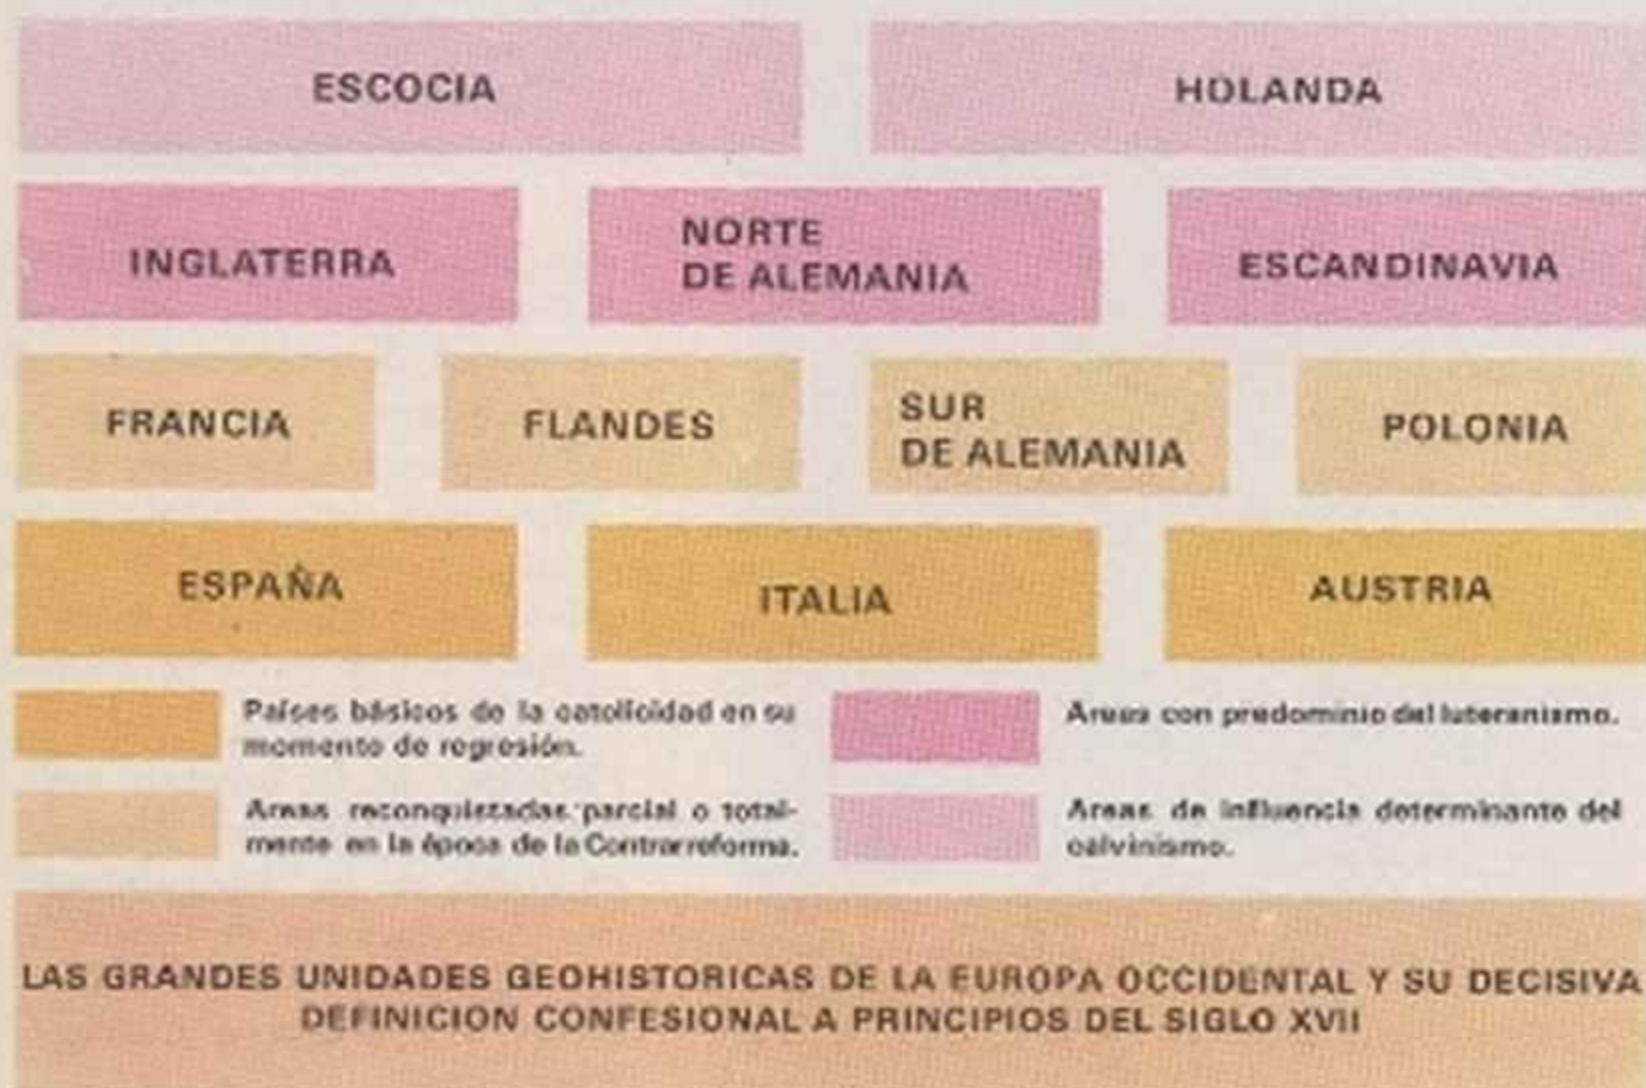 ESCOCIA
HOLANDA
INGLATERRA
NORTE
DE ALEMANIA
ESCANDINAVIA
FRANCIA
FLANDES
SUR
DE ALEMANIA
POLONIA
ESPAÑA
ITALIA
AUSTRIA
Países básicos de la catolicidad en su
momento de regresión.
Areas reconquistadas parcial o total-
mente en la época de la Contrarreforma.
Areas con predominio del luteranismo.
Areas de influencia determinante del
calvinismo.
LAS GRANDES UNIDADES GEOHISTORICAS DE LA EUROPA OCCIDENTAL Y SU DECISIVA
DEFINICION CONFESIONAL A PRINCIPIOS DEL SIGLO XVII